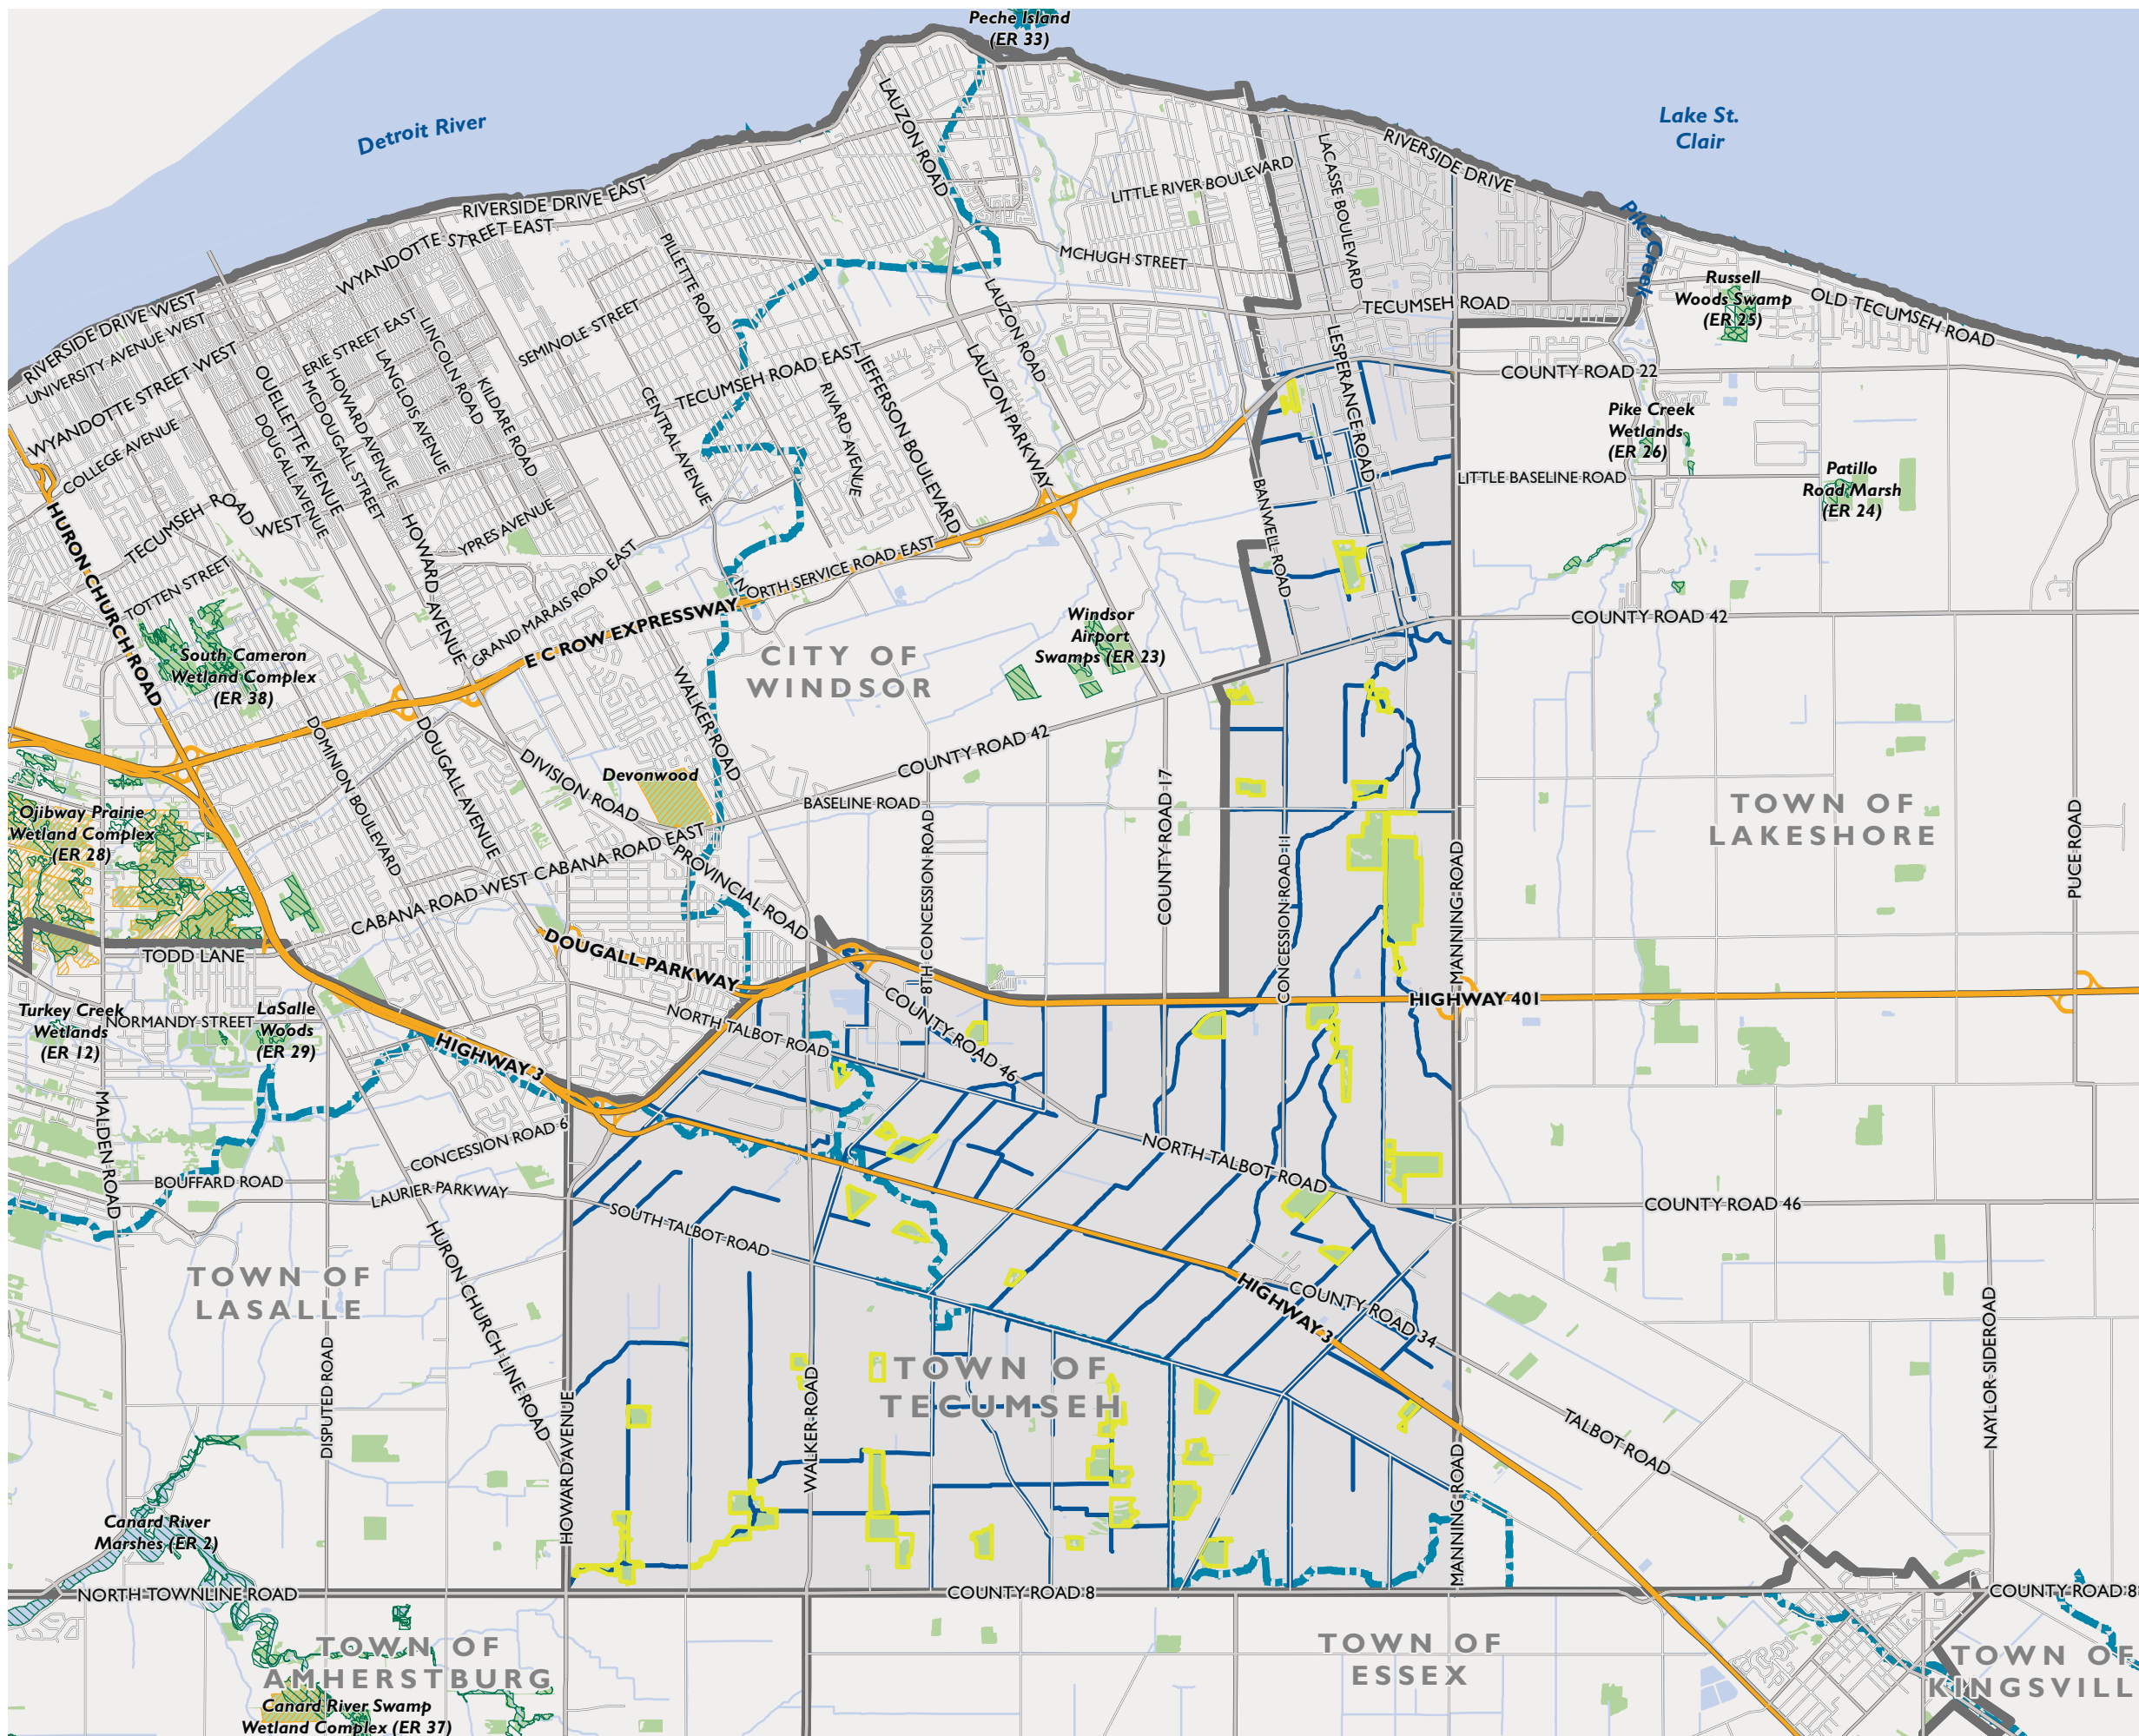 Peche Island
(ER 33)
Detroit River
Lake St.
Clair
LAUZON ROAD
LACASSE BOULEVARD
RIVERSIDE DRIVE
LITTLE RIVER BOULEVARD
RIVERSIDE DRIVE EAST
WYANDOTTE STREET EAST
PILLETTE ROAD
MCHUGH STREET
Pike Creek
Russell
Woods Swamp
(ER 25)
OLD TECUMSEH ROAD
RIVERSIDE DRIVE WEST
UNIVERSITY AVENUE WEST
WYANDOTTE STREET WEST
ERIE STREET EAST
LINCOLN ROAD
SEMINOLE STREET
LAUZON ROAD
TECUMSEH ROAD
LESPERANCE ROAD
COUNTY ROAD 22
OUELLETTE AVENUE
MCDOUGALL STREET
HOWARD AVENUE
LANGLOIS AVENUE
KILDARE ROAD
CENTRAL AVENUE
TECUMSEH ROAD EAST
RIVARD AVENUE
JEFFERSON BOULEVARD
LAUZON PARKWAY
DOUGALL AVENUE
COLLEGE AVENUE
Pike Creek
Wetlands
(ER 26)
LITTLE BASELINE ROAD
Patillo
Road Marsh
(ER 24)
TECUMSEH ROAD
WEST
YPRES AVENUE
HOWARD AVENUE
HURON CHURCH ROAD
TOTTEN STREET
GRAND MARAIS ROAD EAST
NORTH SERVICE ROAD EAST
E C ROW EXPRESSWAY
BANWELL ROAD
COUNTY ROAD 42
South Cameron
Wetland Complex
(ER 38)
Windsor
Airport
Swamps (ER 23)
CITY OF
WINDSOR
WALKER ROAD
DOMINION BOULEVARD
DOUGALL AVENUE
DIVISION ROAD
Devonwood
COUNTY ROAD 42
BASELINE ROAD
COUNTY ROAD 17
8TH CONCESSION ROAD
CONCESSION ROAD 11
MANNING ROAD
TOWN OF
LAKESHORE
PUCE ROAD
Ojibway Prairie
Wetland Complex
(ER 28)
CABANA ROAD WEST
CABANA ROAD EAST
PROVINCIAL ROAD
TODD LANE
DOUGALL PARKWAY
HIGHWAY 401
Turkey Creek
Wetlands
(ER 12)
NORMANDY STREET
LaSalle
Woods
(ER 29)
HIGHWAY 3
NORTH TALBOT ROAD
COUNTY ROAD 46
MALDEN ROAD
CONCESSION ROAD 6
BOUFFARD ROAD
LAURIER PARKWAY
SOUTH TALBOT ROAD
NORTH TALBOT ROAD
COUNTY ROAD 46
HURON CHURCH LINE ROAD
TOWN OF
LASALLE
DISPUTED ROAD
HIGHWAY 3
COUNTY ROAD 34
NAYLOR SIDEROAD
TOWN OF
TECUMSEH
HOWARD AVENUE
WALKER ROAD
MANNING ROAD
TALBOT ROAD
Canard River
Marshes (ER 2)
NORTH TOWNLINE ROAD
COUNTY ROAD 8
COUNTY ROAD 8
TOWN OF
AMHERSTBURG
TOWN OF
ESSEX
TOWN OF
KINGSVILL
Canard River Swamp
Wetland Complex (ER 37)